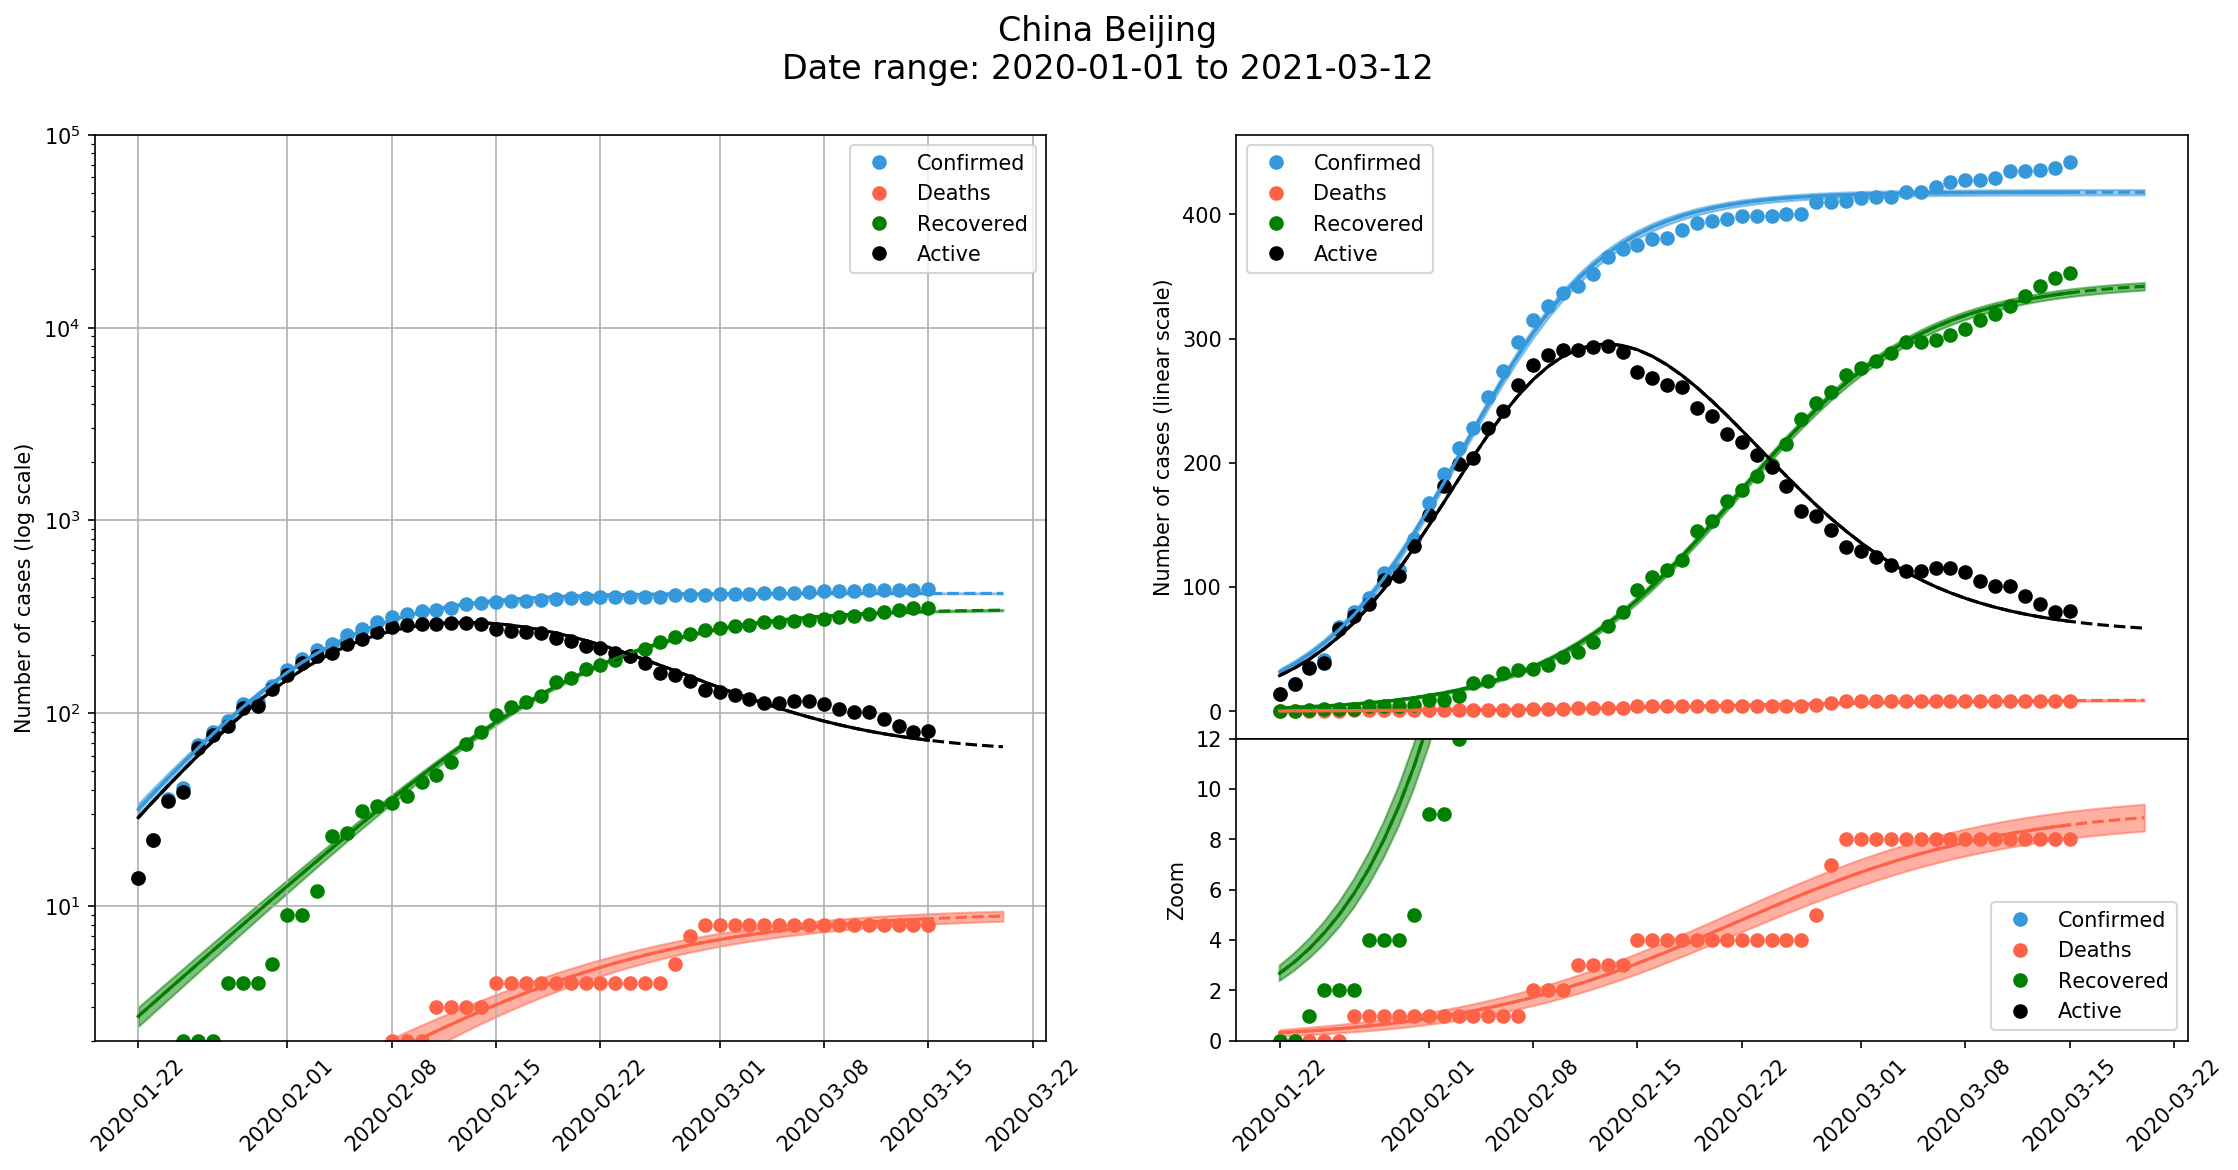 China Beijing
Date range: 2020-01-01 to 2021-03-12
Number of cases (log scale)
10^5
10^4
10^3
10^2
10^1
Confirmed
Deaths
Recovered
Active
2020-01-22
2020-02-01
2020-02-08
2020-02-15
2020-02-22
2020-03-01
2020-03-08
2020-03-15
2020-03-22
Number of cases (linear scale)
400
300
200
100
0
Confirmed
Deaths
Recovered
Active
Zoom
12
10
8
6
4
2
0
Confirmed
Deaths
Recovered
Active
2020-01-22
2020-02-01
2020-02-08
2020-02-15
2020-02-22
2020-03-01
2020-03-08
2020-03-15
2020-03-22